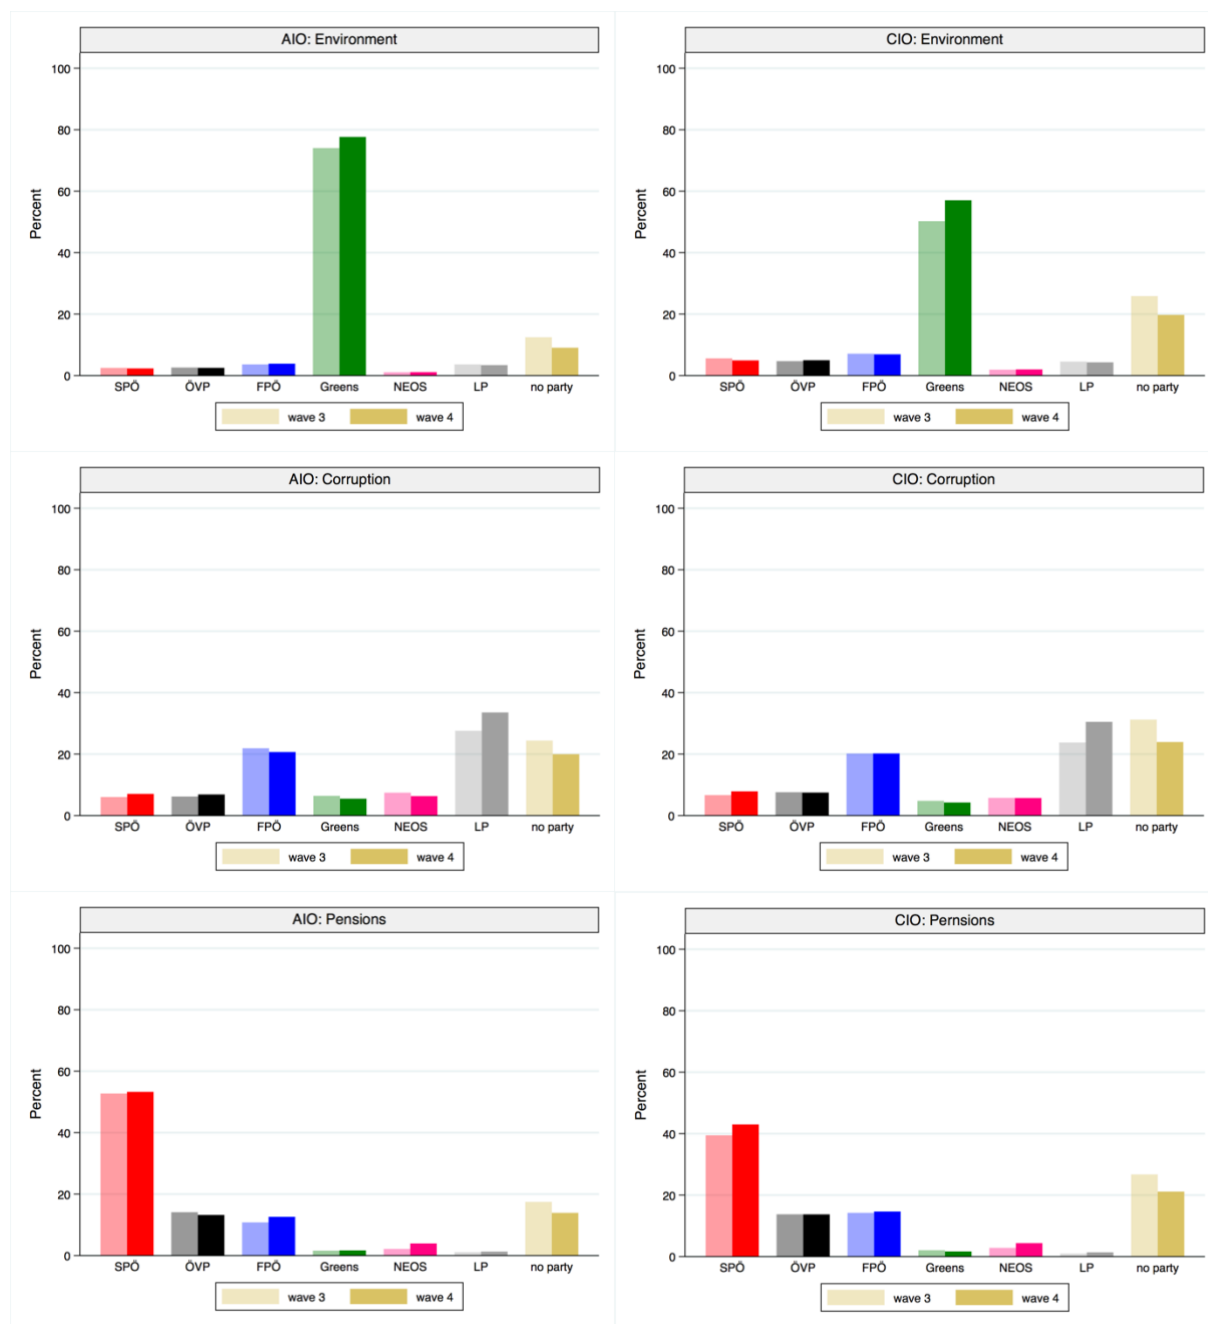 AIO: Environment
Percent
100
80
60
40
20
0
SPÖ ÖVP FPÖ Greens NEOS LP no party
wave 3 wave 4
CIO: Environment
Percent
100
80
60
40
20
0
SPÖ ÖVP FPÖ Greens NEOS LP no party
wave 3 wave 4
AIO: Corruption
Percent
100
80
60
40
20
0
SPÖ ÖVP FPÖ Greens NEOS LP no party
wave 3 wave 4
CIO: Corruption
Percent
100
80
60
40
20
0
SPÖ ÖVP FPÖ Greens NEOS LP no party
wave 3 wave 4
AIO: Pensions
Percent
100
80
60
40
20
0
SPÖ ÖVP FPÖ Greens NEOS LP no party
wave 3 wave 4
CIO: Pernsions
Percent
100
80
60
40
20
0
SPÖ ÖVP FPÖ Greens NEOS LP no party
wave 3 wave 4